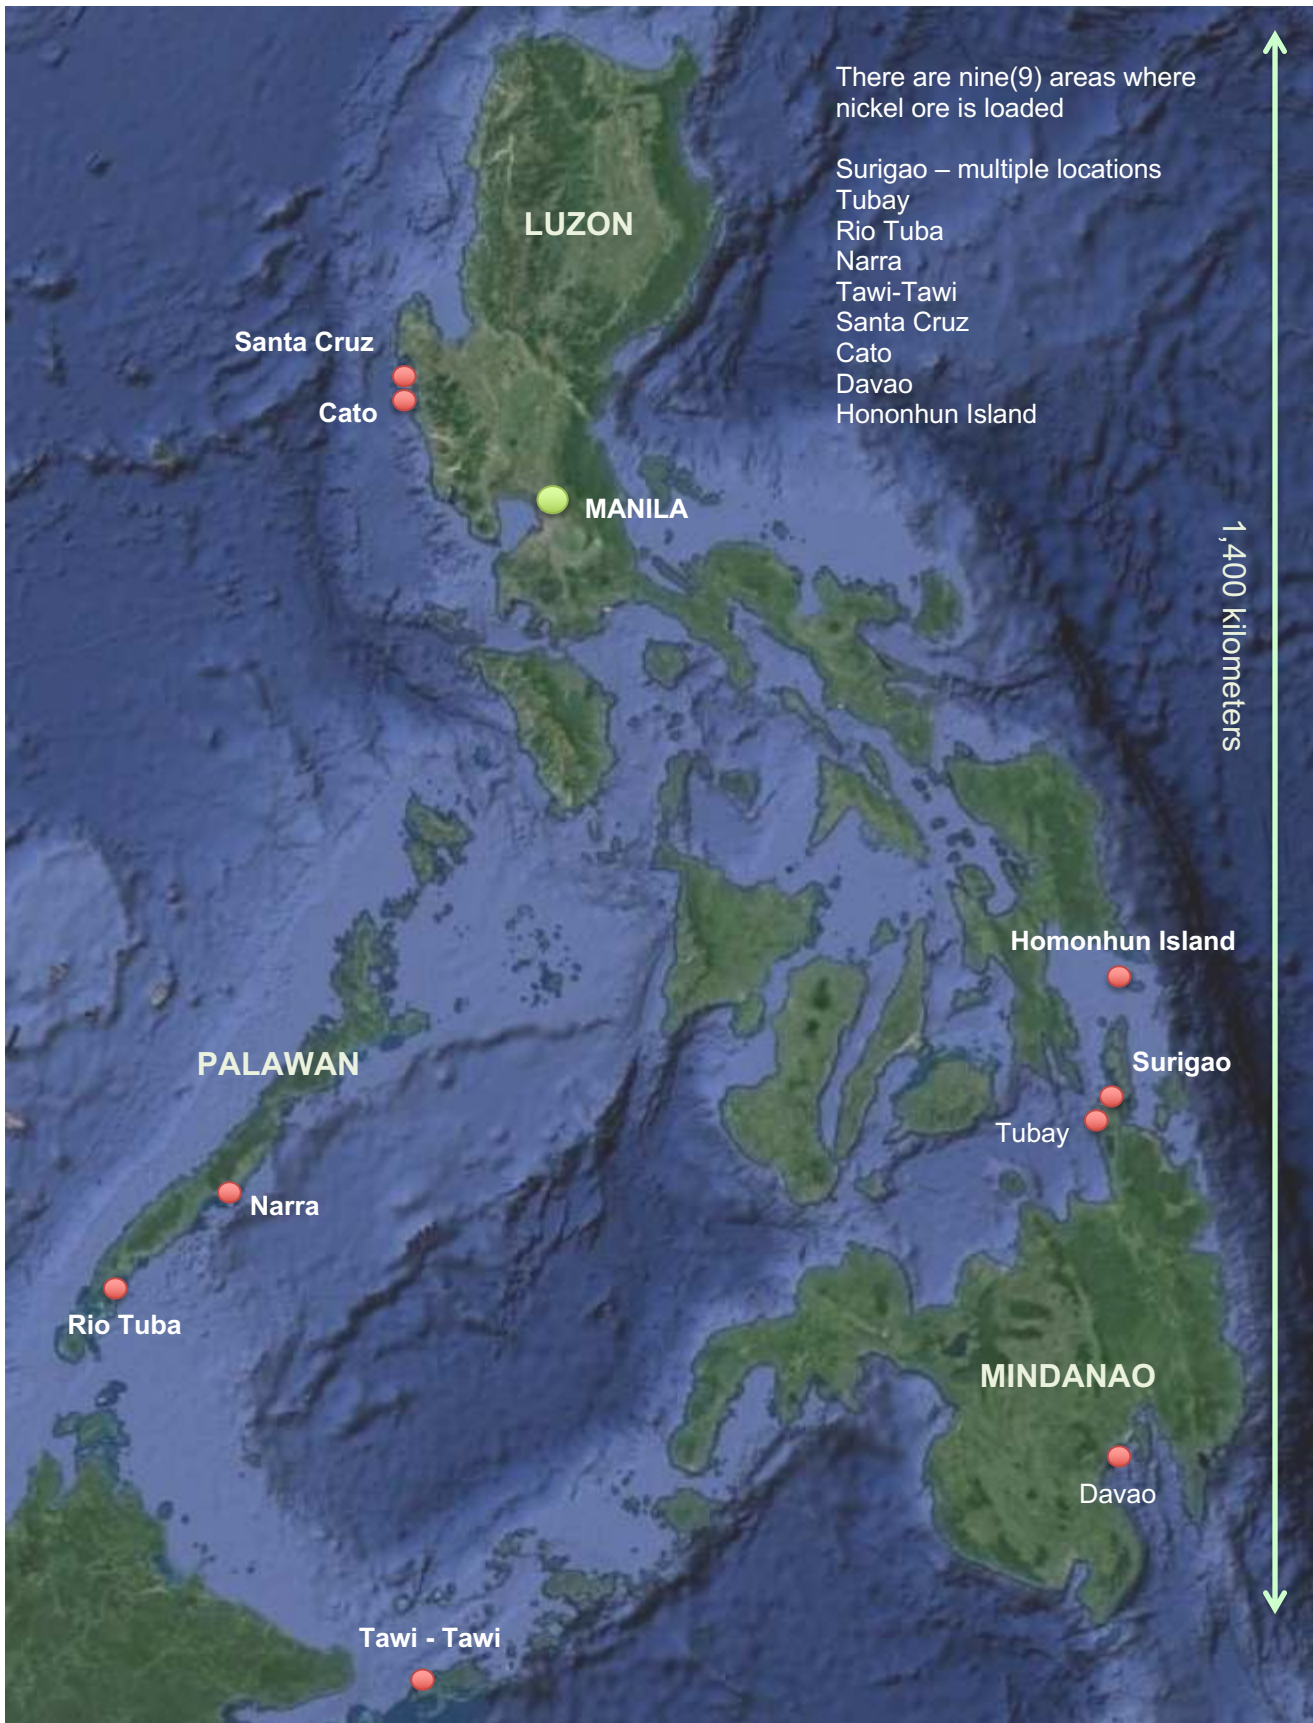 There are nine(9) areas where
nickel ore is loaded
Surigao – multiple locations
Tubay
Rio Tuba
Narra
Tawi-Tawi
Santa Cruz
Cato
Davao
Hononhun Island
LUZON
Santa Cruz
Cato
MANILA
1,400 kilometers
Homonhun Island
Surigao
PALAWAN
Tubay
Narra
Rio Tuba
MINDANAO
Davao
Tawi - Tawi